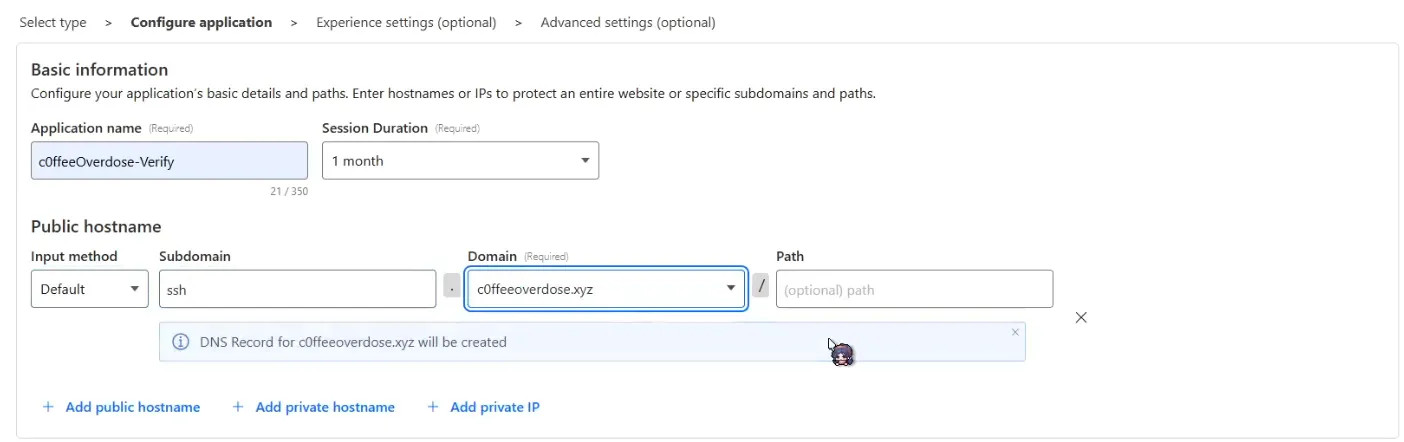 Select type > Configure application > Experience settings (optional) > Advanced settings (optional)
Basic information
Configure your application's basic details and paths. Enter hostnames or IPs to protect an entire website or specific subdomains and paths.
Application name (Required) Session Duration (Required)
c0ffeeOverdose-Verify 1 month
21 / 350
Public hostname
Input method Subdomain Domain (Required) Path
Default ssh . c0ffeeoverdose.xyz / (optional) path
DNS Record for c0ffeeoverdose.xyz will be created
+ Add public hostname + Add private hostname + Add private IP